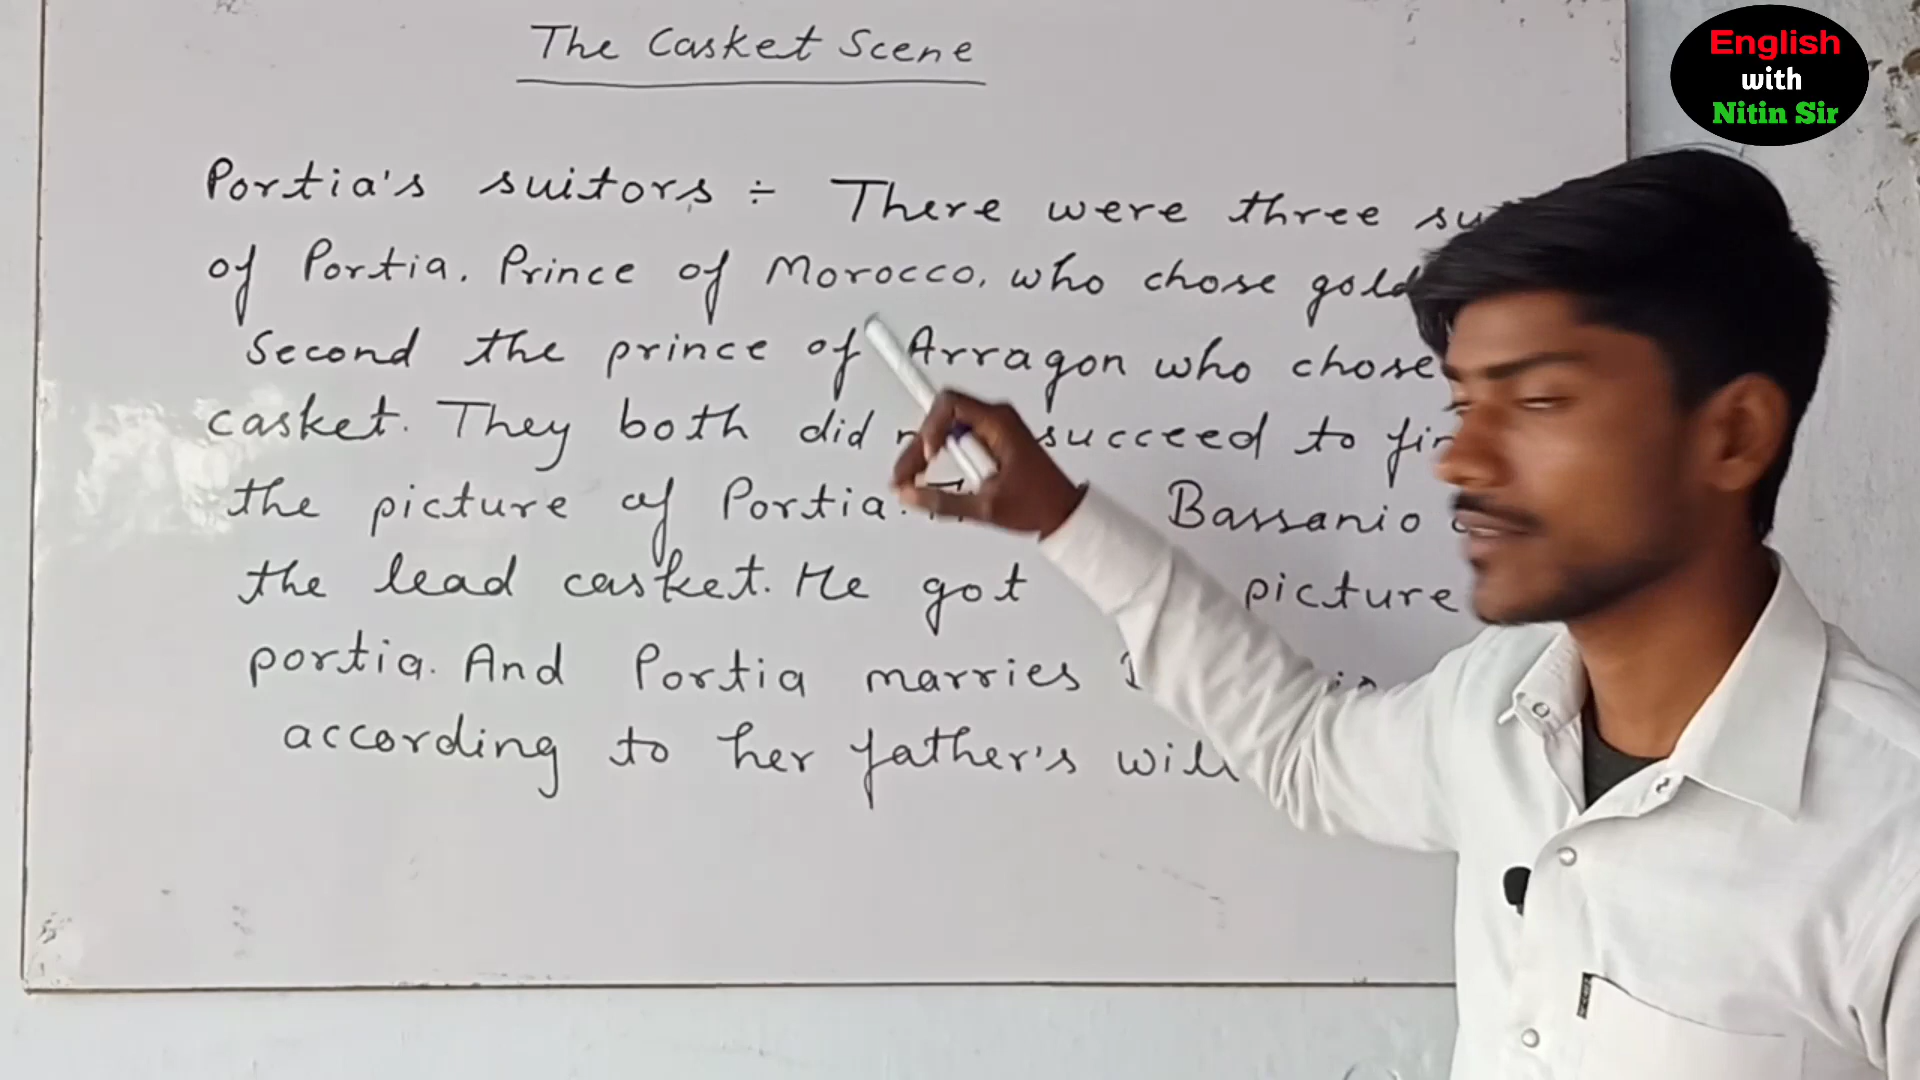 The Casket Scene
English
with
Nitin Sir
Portia's suitors ÷ There were three
of Portia. Prince of Morocco, who chose gold
Second the prince of Arragon who chose
casket. They both did succeed to
the picture of Portia. Bassanio
the lead casket. He got picture
portia. And Portia marries
according to her father's will